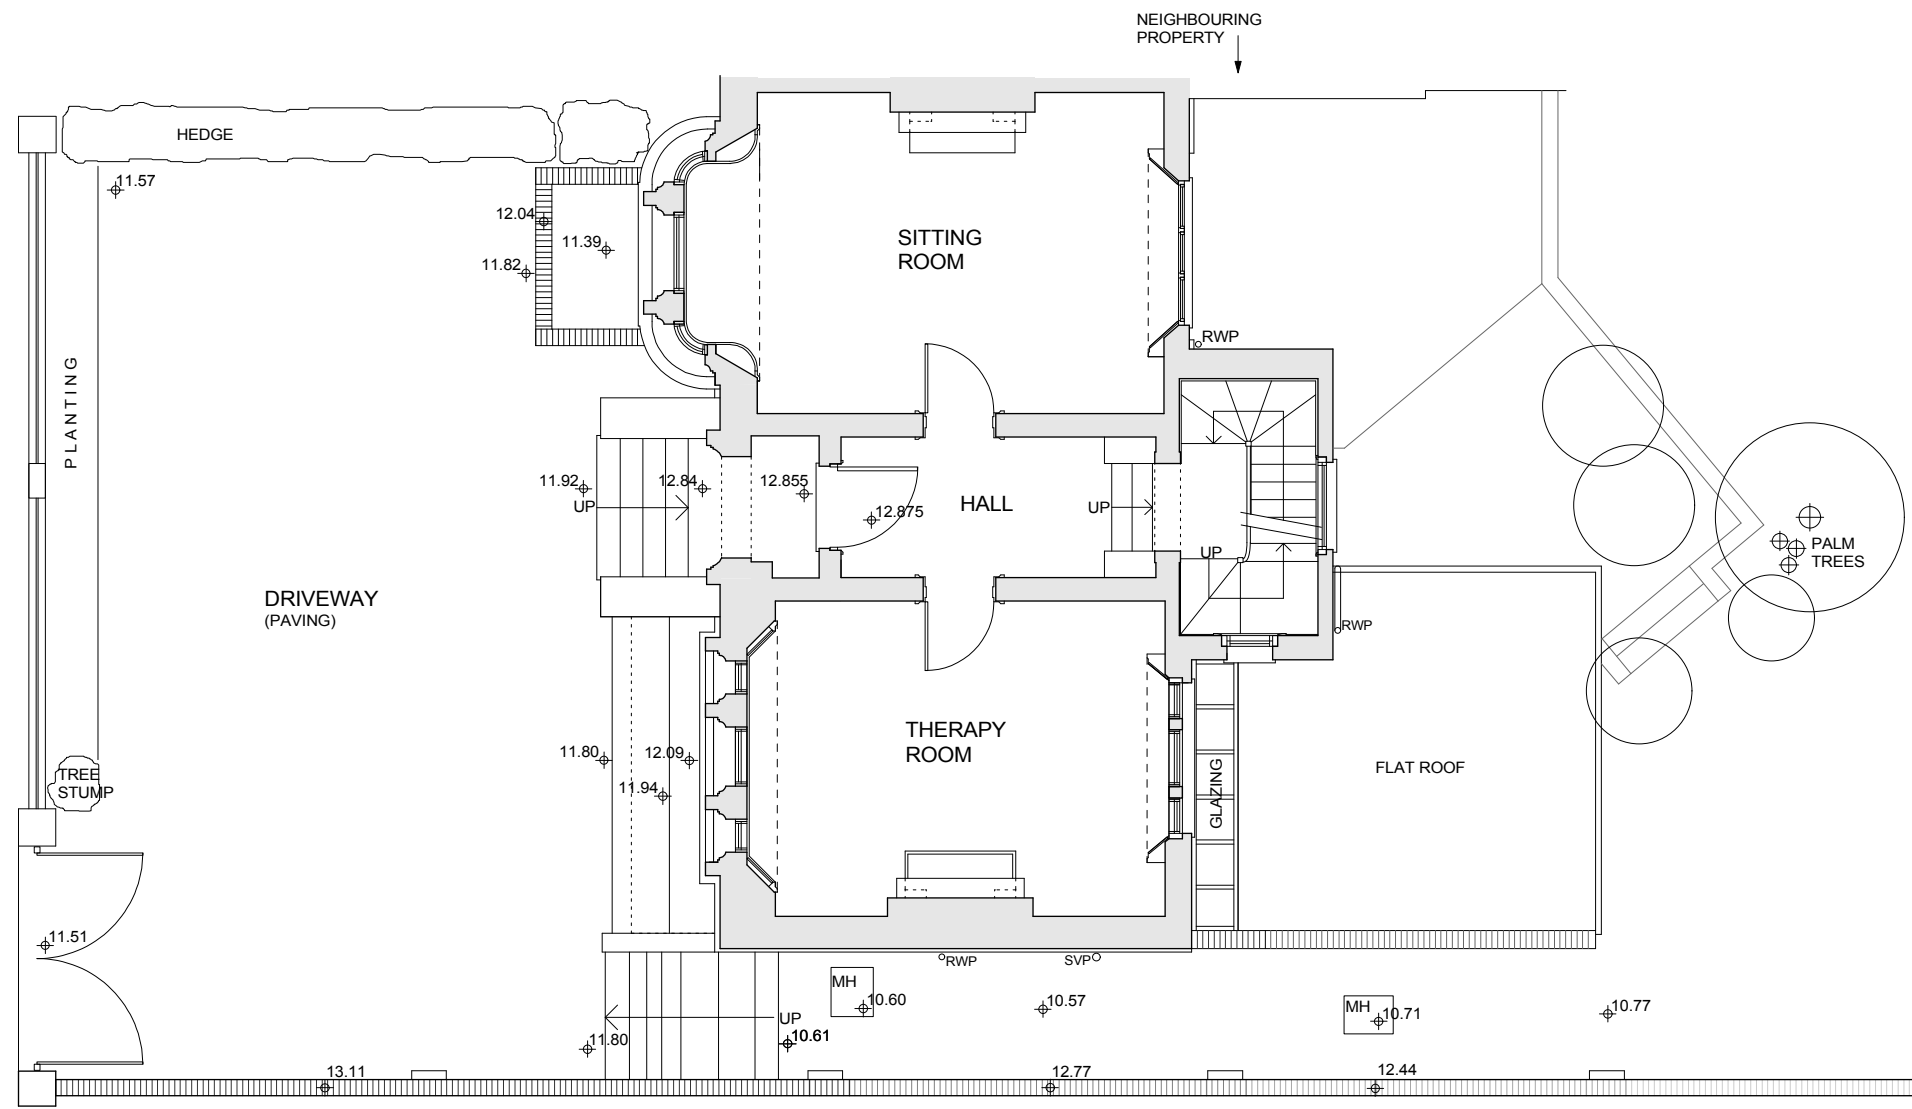 NEIGHBOURING
PROPERTY
HEDGE
11.57
12.04
11.39
11.82
SITTING
ROOM
RWP
PLANTING
11.92
12.84
12.855
12.875
UP
HALL
UP
UP
PALM
TREES
DRIVEWAY
(PAVING)
RWP
THERAPY
ROOM
11.80
12.09
11.94
GLAZING
FLAT ROOF
TREE
STUMP
11.51
RWP
SVP
MH
10.60
10.57
MH
10.71
10.77
UP
11.80
10.61
13.11
12.77
12.44